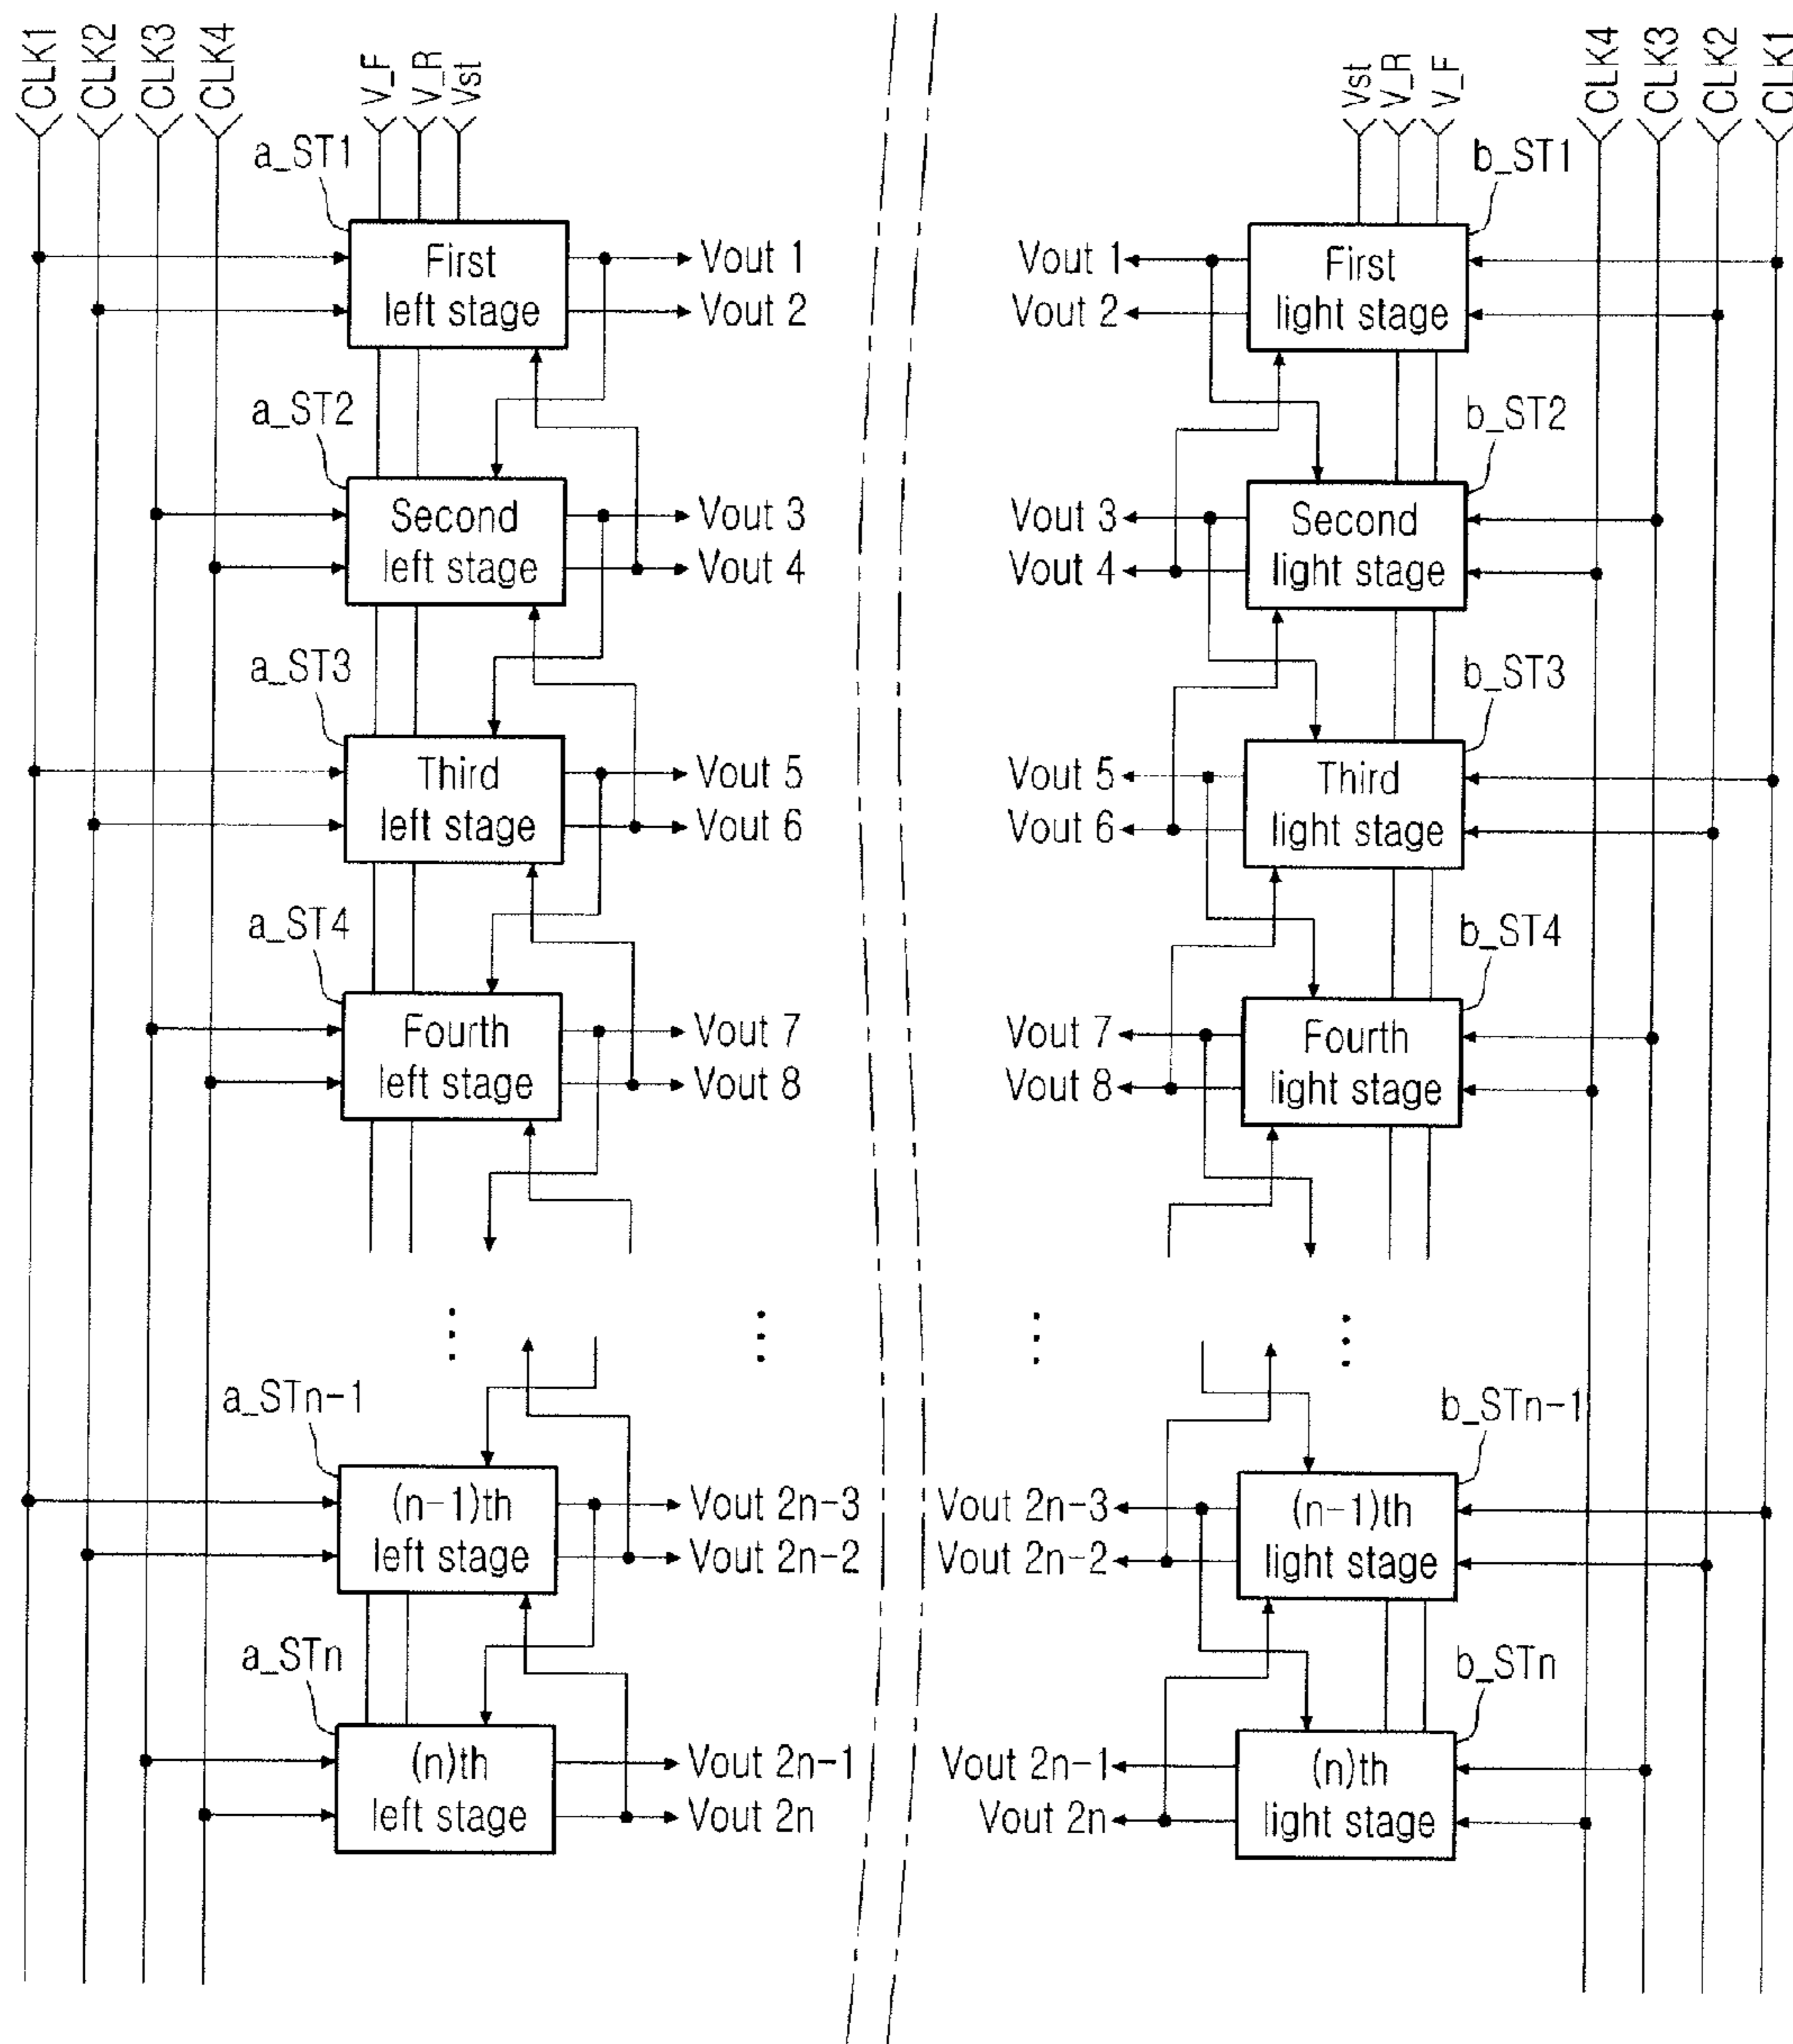 CLK1 CLK2 CLK3 CLK4 V_F V_R Vst
Vst V_R V_F CLK4 CLK3 CLK2 CLK1
a_ST1
First
left stage
Vout 1
Vout 2
a_ST2
Second
left stage
Vout 3
Vout 4
a_ST3
Third
left stage
Vout 5
Vout 6
a_ST4
Fourth
left stage
Vout 7
Vout 8
a_STn-1
(n-1)th
left stage
Vout 2n-3
Vout 2n-2
a_STn
(n)th
left stage
Vout 2n-1
Vout 2n
b_ST1
Vout 1
Vout 2
First
light stage
b_ST2
Vout 3
Vout 4
Second
light stage
b_ST3
Vout 5
Vout 6
Third
light stage
b_ST4
Vout 7
Vout 8
Fourth
light stage
b_STn-1
Vout 2n-3
Vout 2n-2
(n-1)th
light stage
b_STn
Vout 2n-1
Vout 2n
(n)th
light stage